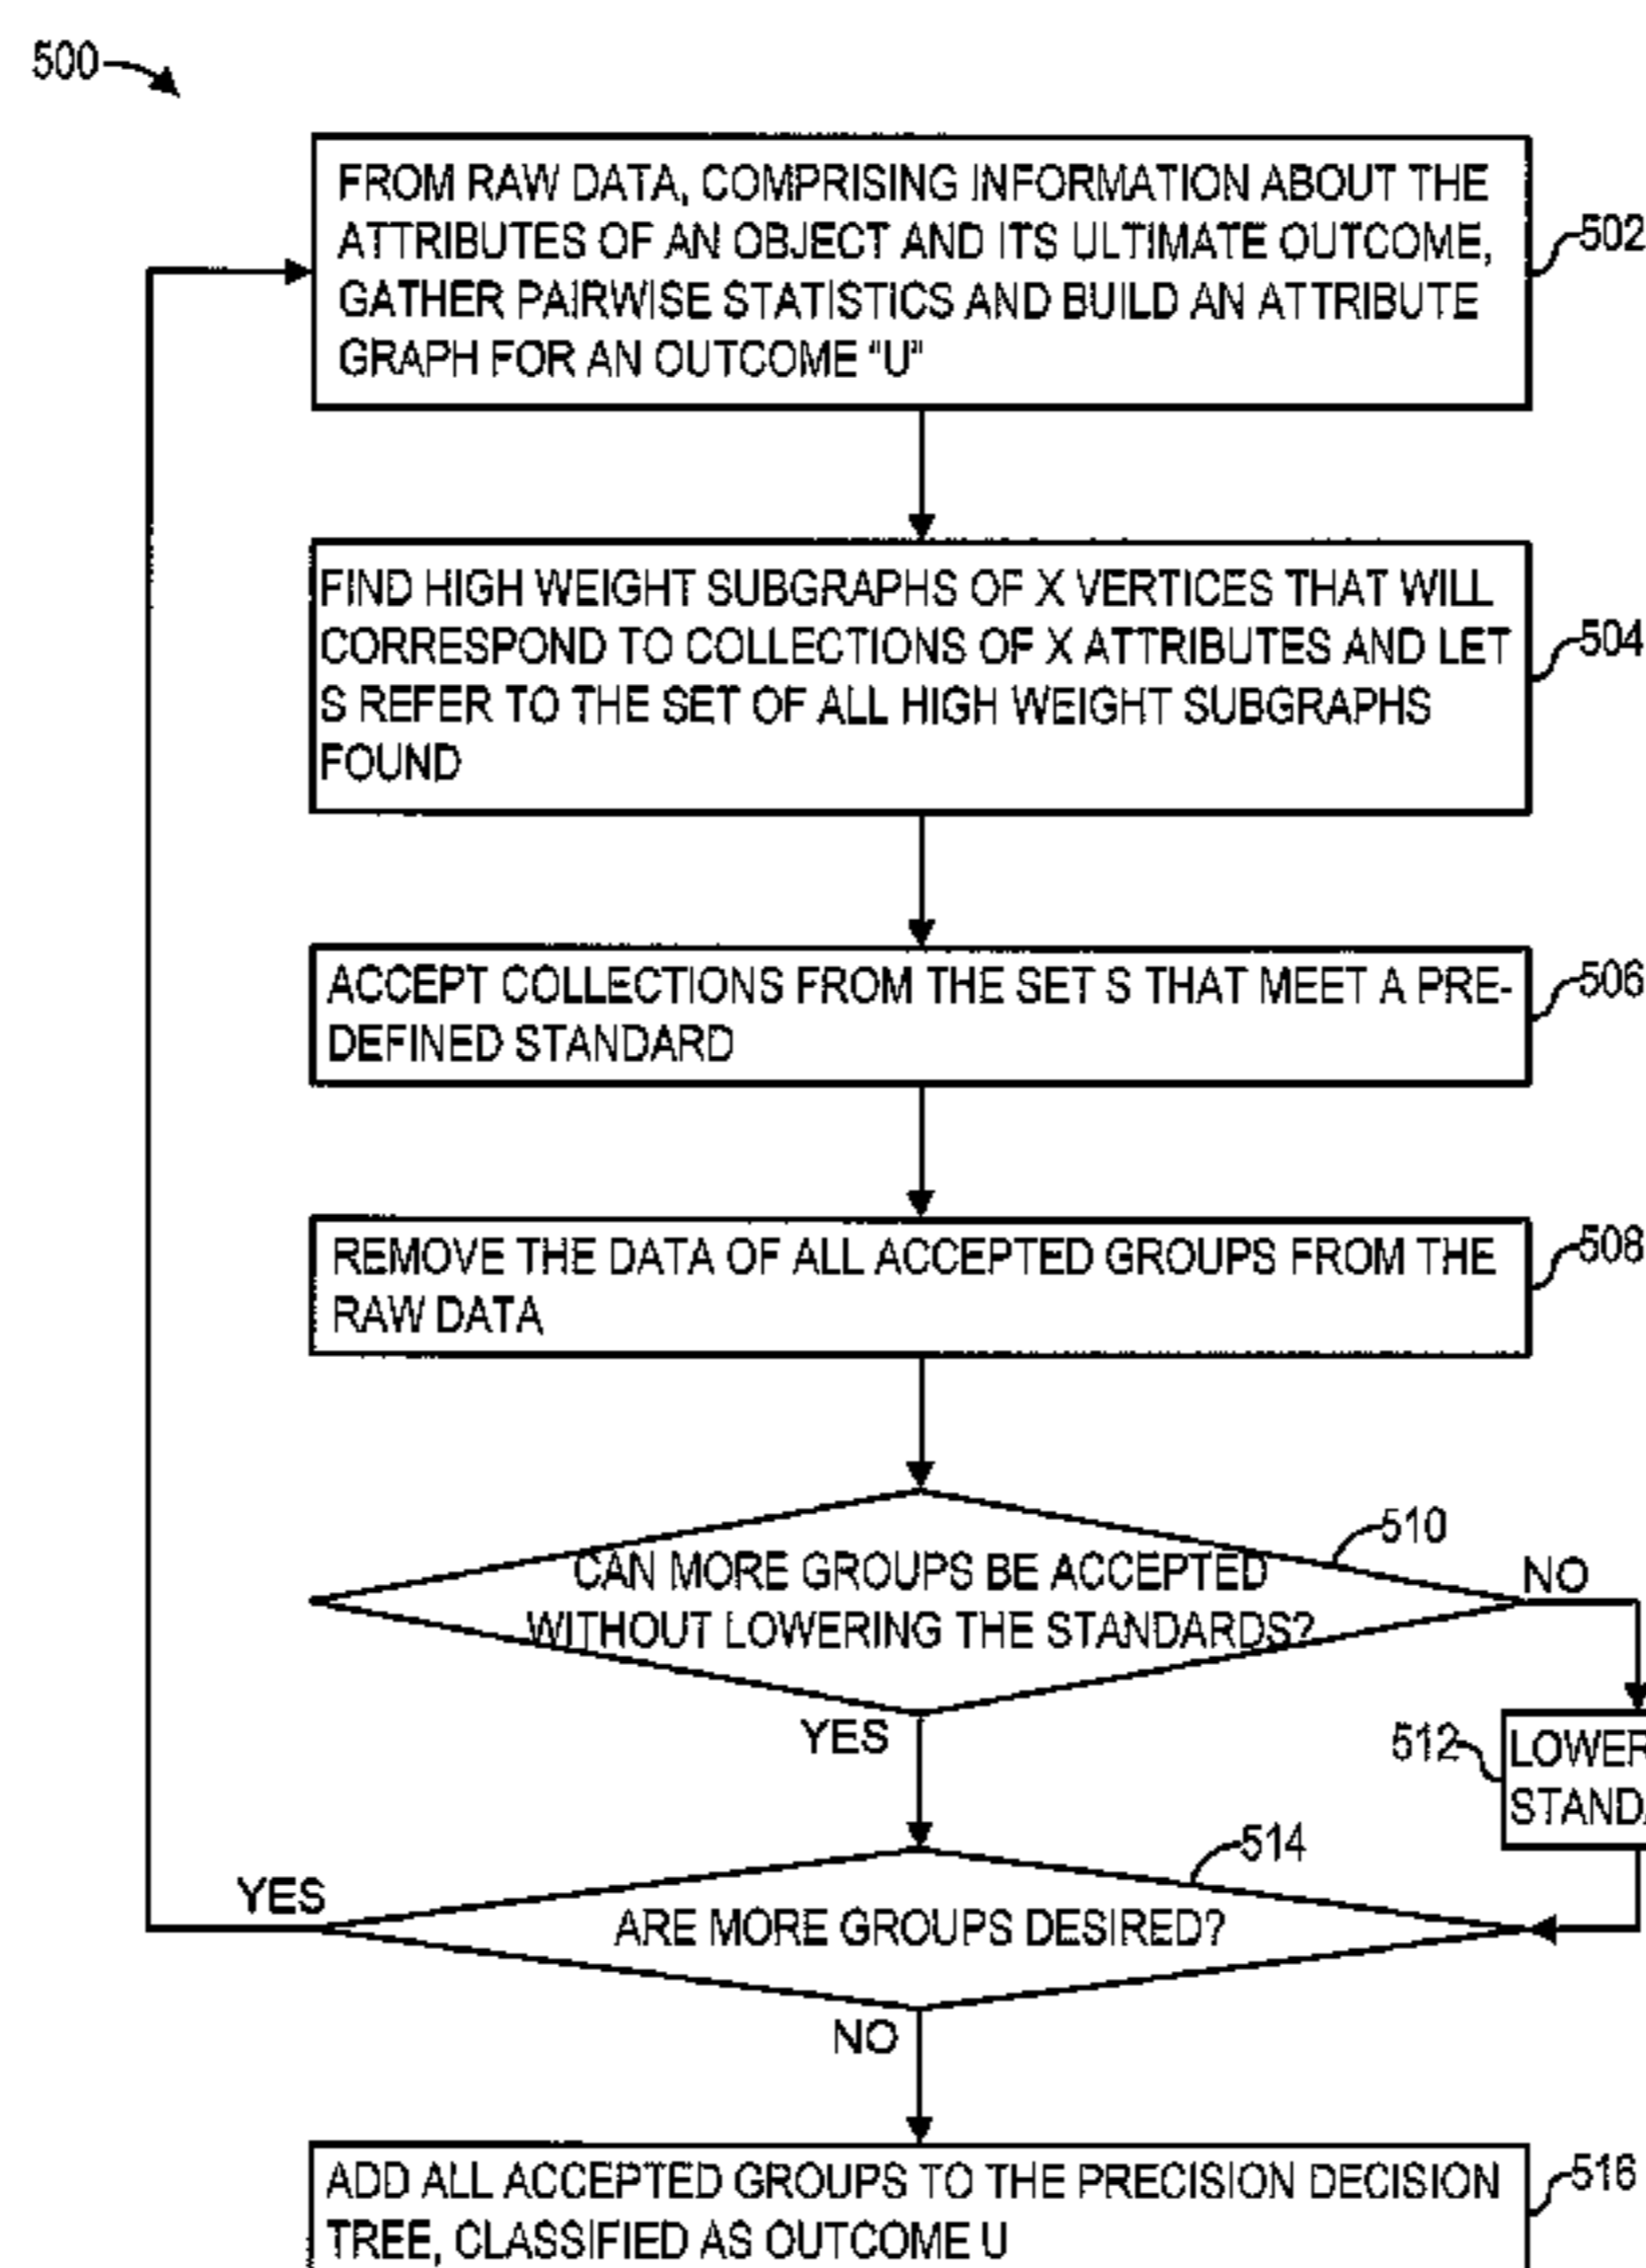 500
FROM RAW DATA, COMPRISING INFORMATION ABOUT THE
ATTRIBUTES OF AN OBJECT AND ITS ULTIMATE OUTCOME,
GATHER PAIRWISE STATISTICS AND BUILD AN ATTRIBUTE
GRAPH FOR AN OUTCOME "U"
502
FIND HIGH WEIGHT SUBGRAPHS OF X VERTICES THAT WILL
CORRESPOND TO COLLECTIONS OF X ATTRIBUTES AND LET
S REFER TO THE SET OF ALL HIGH WEIGHT SUBGRAPHS
FOUND
504
ACCEPT COLLECTIONS FROM THE SET S THAT MEET A PRE-
DEFINED STANDARD
506
REMOVE THE DATA OF ALL ACCEPTED GROUPS FROM THE
RAW DATA
508
CAN MORE GROUPS BE ACCEPTED
WITHOUT LOWERING THE STANDARDS?
510
NO
YES
512
LOWER
514
YES
ARE MORE GROUPS DESIRED?
NO
ADD ALL ACCEPTED GROUPS TO THE PRECISION DECISION
TREE, CLASSIFIED AS OUTCOME U
516